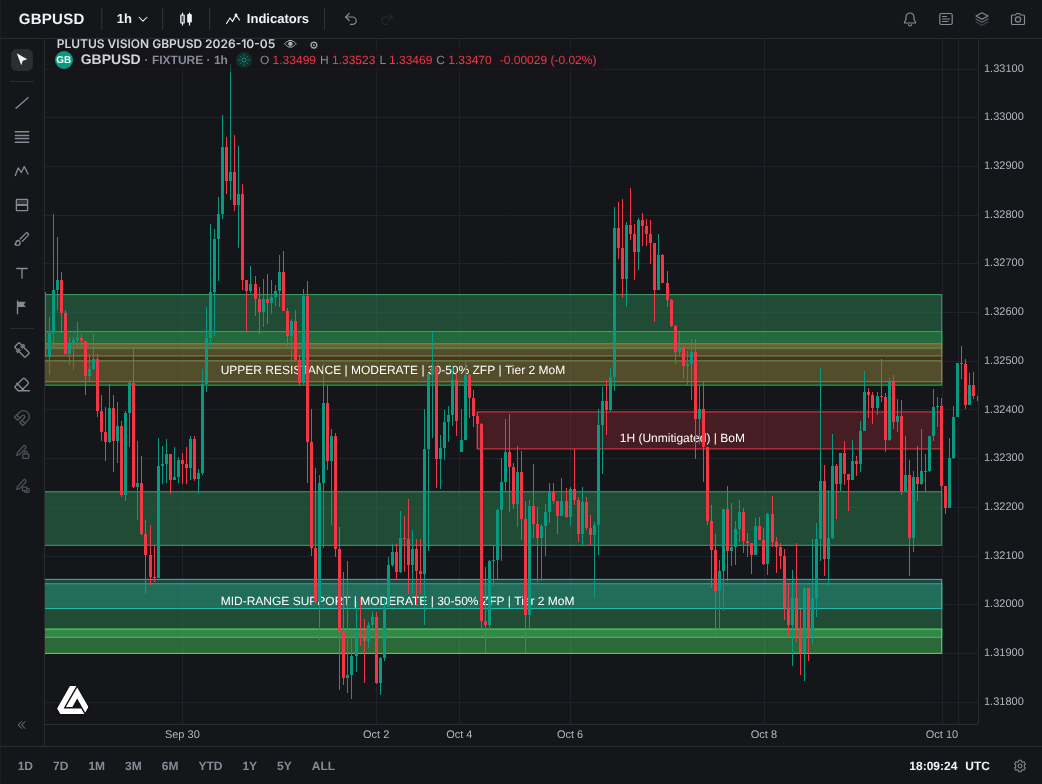 GBPUSD 1h Indicators
PLUTUS VISION GBPUSD 2026-10-05
GB GBPUSD · FIXTURE · 1h O 1.33499 H 1.33523 L 1.33469 C 1.33470 -0.00029 (-0.02%)
1.33100
1.33000
1.32900
1.32800
1.32700
1.32600
1.32500
UPPER RESISTANCE | MODERATE | 30-50% ZFP | Tier 2 MoM
1.32400
1H (Unmitigated) | BoM
1.32300
1.32200
1.32100
MID-RANGE SUPPORT | MODERATE | 30-50% ZFP | Tier 2 MoM
1.32000
1.31900
1.31800
Sep 30 Oct 2 Oct 4 Oct 6 Oct 8 Oct 10
1D 7D 1M 3M 6M YTD 1Y 5Y ALL 18:09:24 UTC